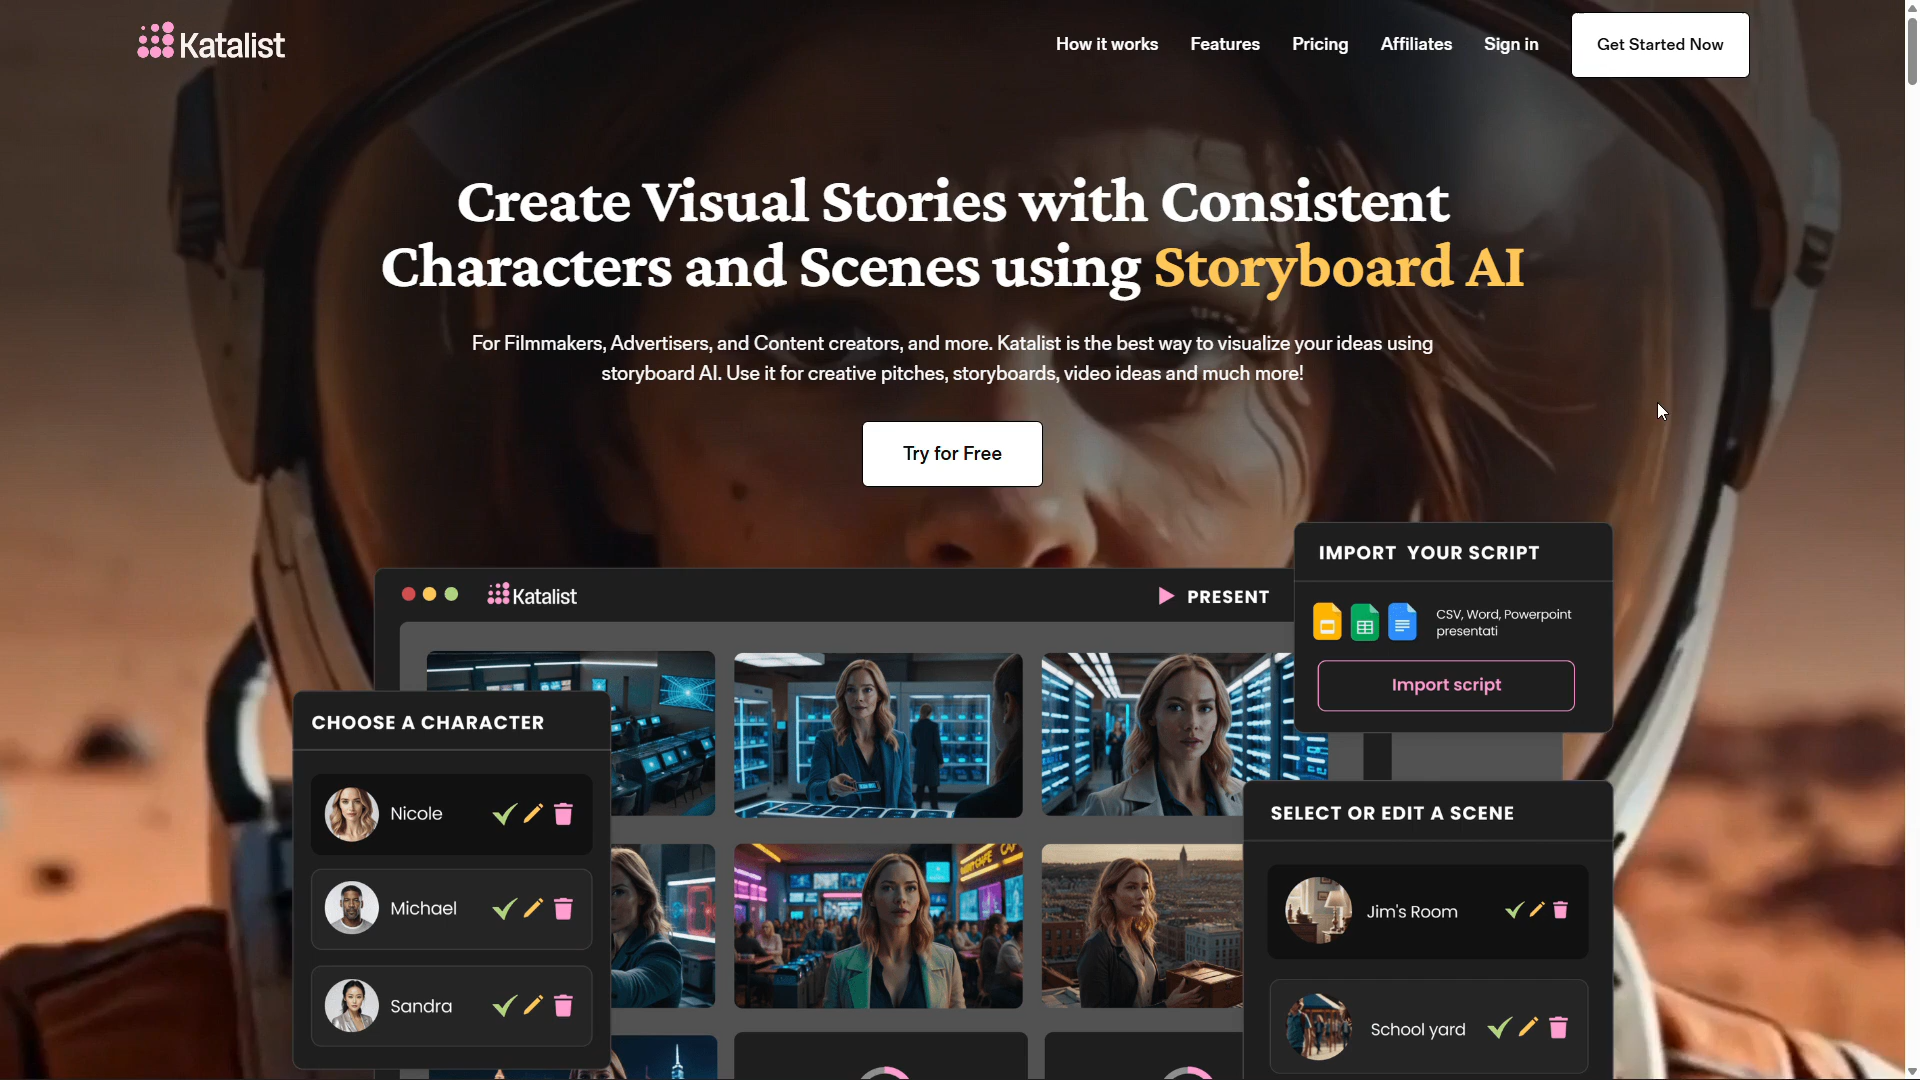 Katalist
How it works
Features
Pricing
Affiliates
Sign in
Get Started Now
Create Visual Stories with Consistent
Characters and Scenes using Storyboard AI
For Filmmakers, Advertisers, and Content creators, and more. Katalist is the best way to visualize your ideas using
storyboard AI. Use it for creative pitches, storyboards, video ideas and much more!
Try for Free
Katalist
PRESENT
IMPORT YOUR SCRIPT
CSV, Word, Powerpoint
presentati
Import script
CHOOSE A CHARACTER
Nicole
Michael
Sandra
SELECT OR EDIT A SCENE
Jim's Room
School yard